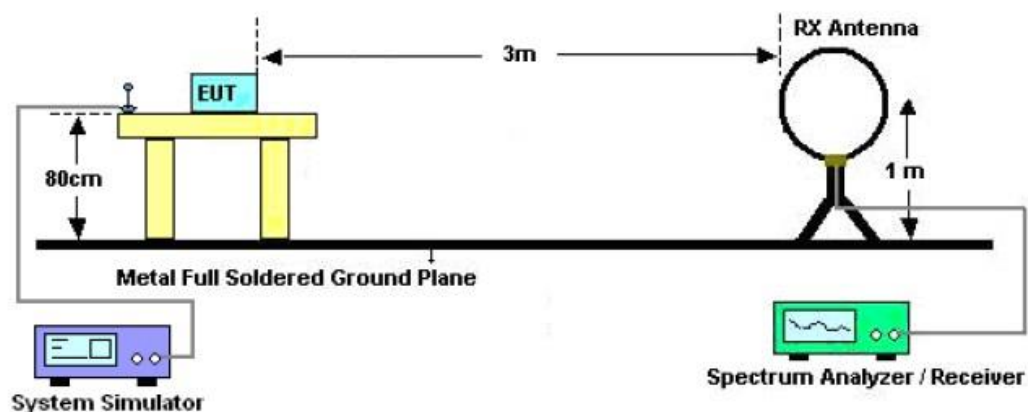 RX Antenna
3m
EUT
80cm
1 m
Metal Full Soldered Ground Plane
System Simulator
Spectrum Analyzer / Receiver